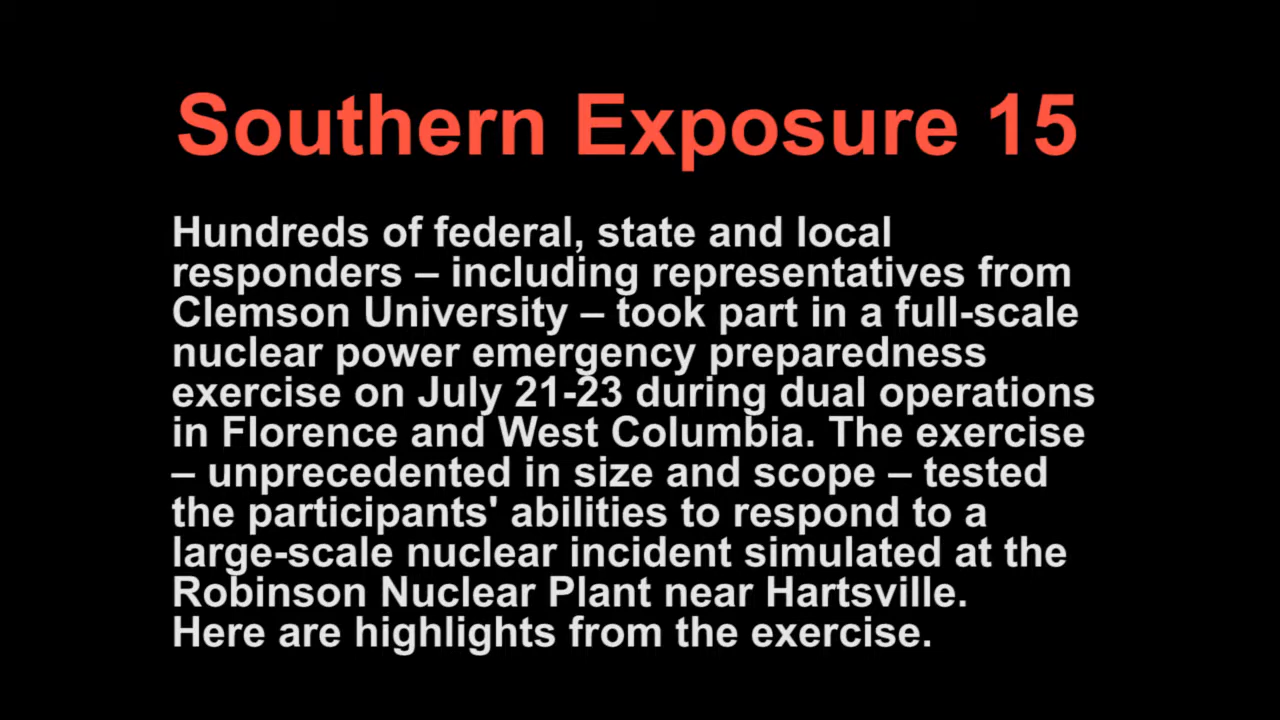 Southern Exposure 15
Hundreds of federal, state and local
responders – including representatives from
Clemson University – took part in a full-scale
nuclear power emergency preparedness
exercise on July 21-23 during dual operations
in Florence and West Columbia. The exercise
– unprecedented in size and scope – tested
the participants' abilities to respond to a
large-scale nuclear incident simulated at the
Robinson Nuclear Plant near Hartsville.
Here are highlights from the exercise.